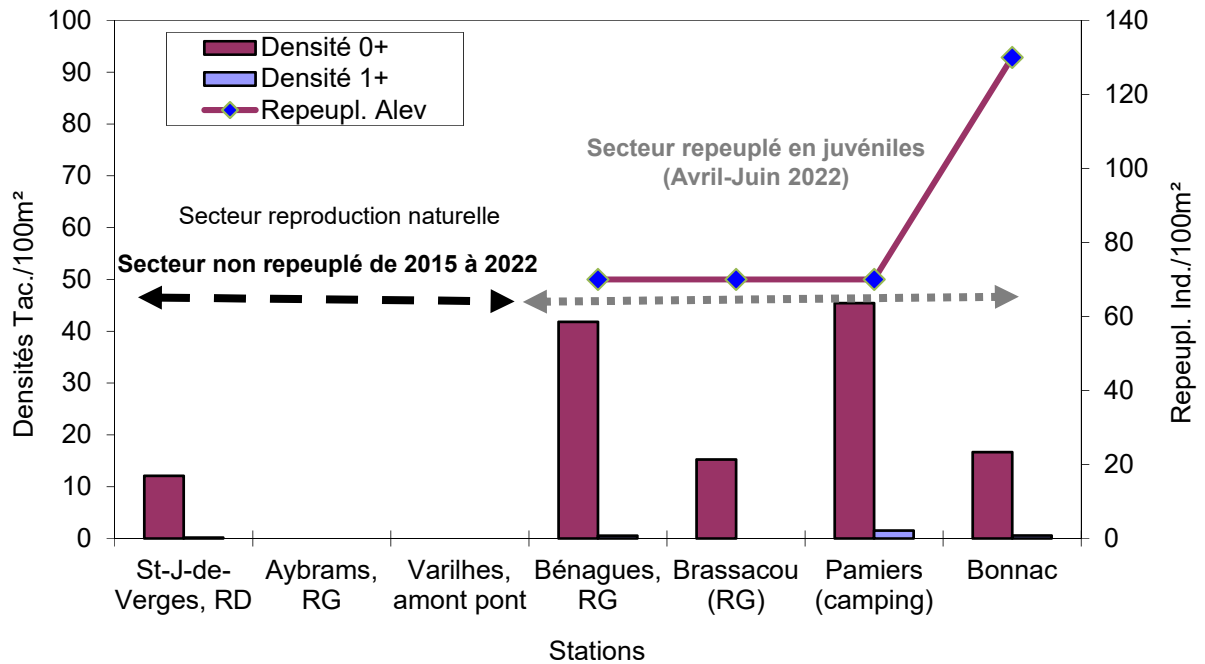 Densité 0+
Densité 1+
Repeupl. Alev
Secteur repeuplé en juvéniles
(Avril-Juin 2022)
Secteur reproduction naturelle
Secteur non repeuplé de 2015 à 2022
Densités Tac./100m²
100
90
80
70
60
50
40
30
20
10
0
Repeupl. Ind./100m²
140
120
100
80
60
40
20
0
St-J-de-
Verges, RD
Aybrams,
RG
Varilhes,
amont pont
Bénagues,
RG
Brassacou
(RG)
Pamiers
(camping)
Bonnac
Stations